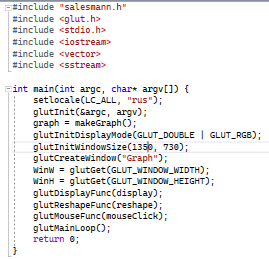 #include "salesmann.h"
#include <glut.h>
#include <stdio.h>
#include <iostream>
#include <vector>
#include <sstream>
int main(int argc, char* argv[]) {
setlocale(LC_ALL, "rus");
glutInit(&argc, argv);
graph = makeGraph();
glutInitDisplayMode(GLUT_DOUBLE | GLUT_RGB);
glutInitWindowSize(1350, 730);
glutCreateWindow("Graph");
WinW = glutGet(GLUT_WINDOW_WIDTH);
WinH = glutGet(GLUT_WINDOW_HEIGHT);
glutDisplayFunc(display);
glutReshapeFunc(reshape);
glutMouseFunc(mouseClick);
glutMainLoop();
return 0;
}